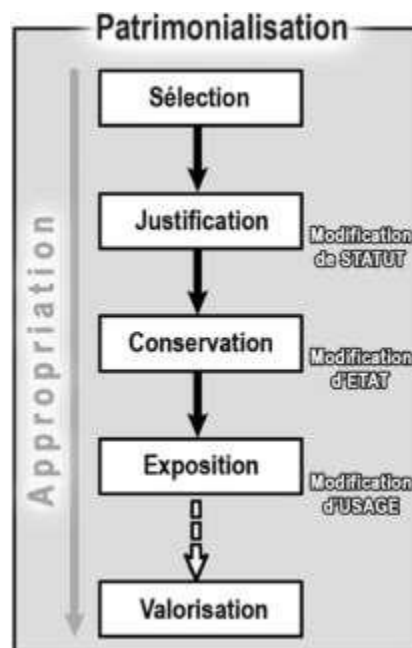 Patrimonialisation
Appropriation
Sélection
Justification
Modification
de STATUT
Conservation
Modification
d'ETAT
Exposition
Modification
d'USAGE
Valorisation